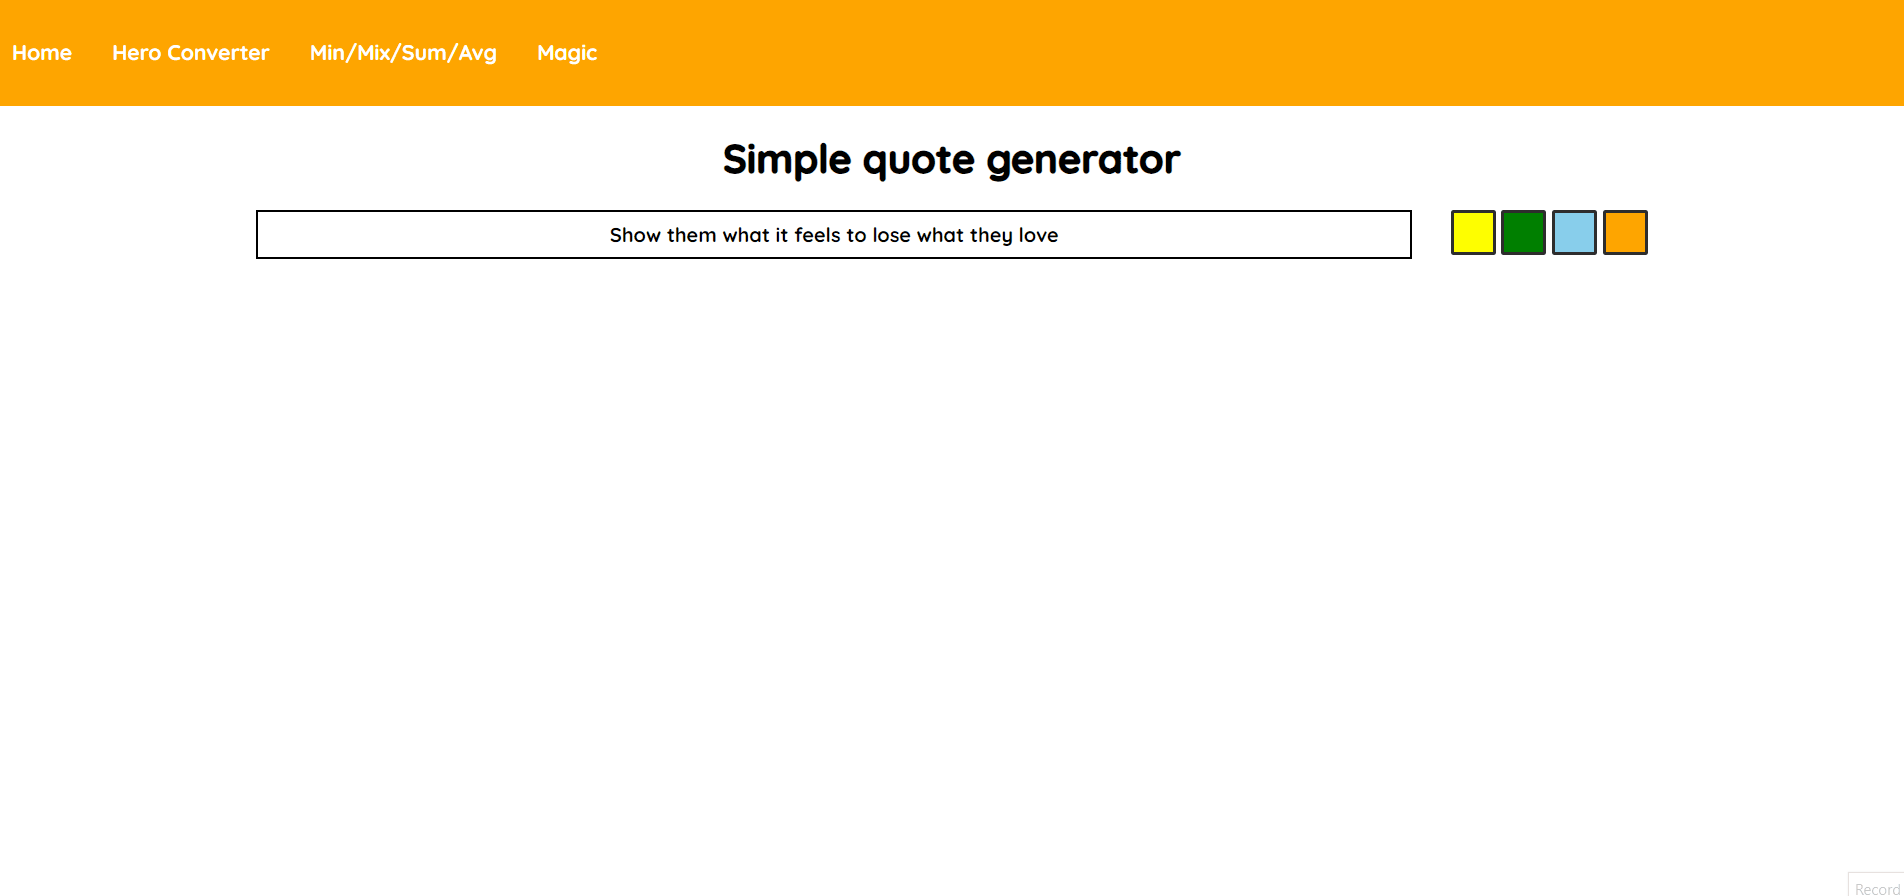 Home Hero Converter Min/Mix/Sum/Avg Magic
Simple quote generator
Show them what it feels to lose what they love
Record